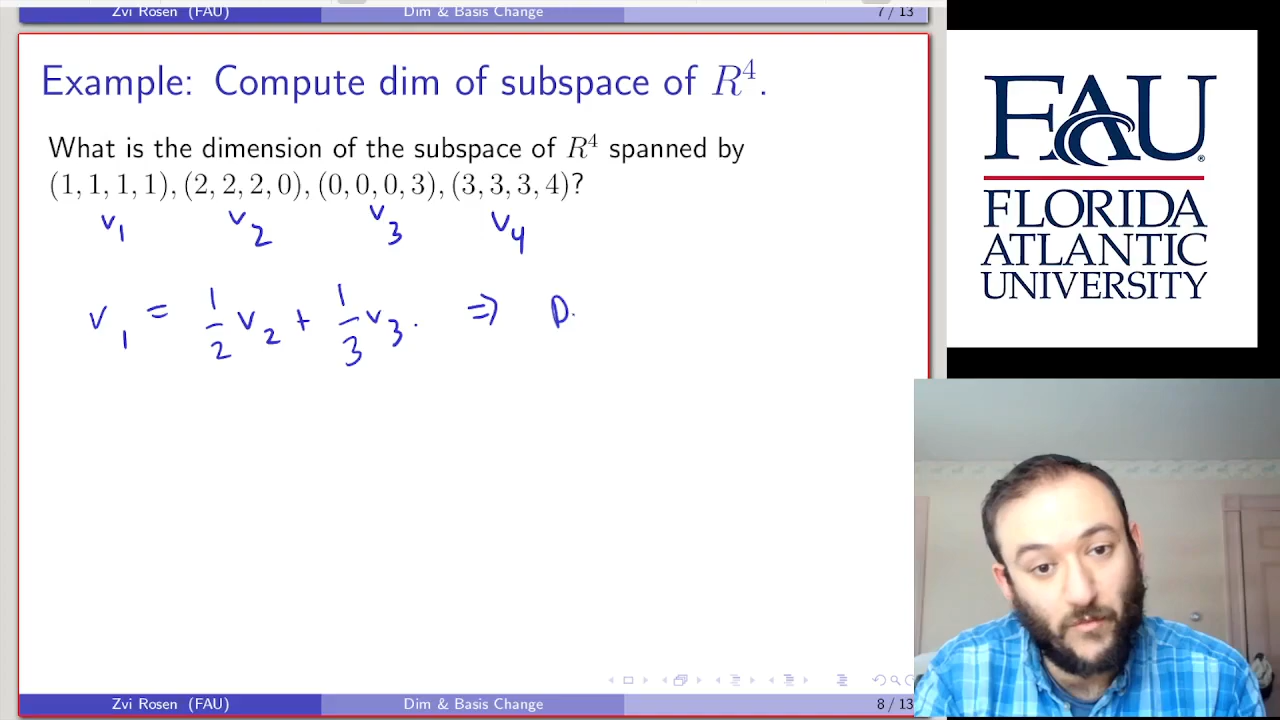 Zvi Rosen (FAU) Dim & Basis Change 7 / 13
Example: Compute dim of subspace of R⁴.
What is the dimension of the subspace of R⁴ spanned by
(1, 1, 1, 1), (2, 2, 2, 0), (0, 0, 0, 3), (3, 3, 3, 4)?
v₁ v₂ v₃ v₄
v₁ = 1/2 v₂ + 1/3 v₃. ⇒ D.
Zvi Rosen (FAU) Dim & Basis Change 8 / 13
FAU®
FLORIDA
ATLANTIC
UNIVERSITY